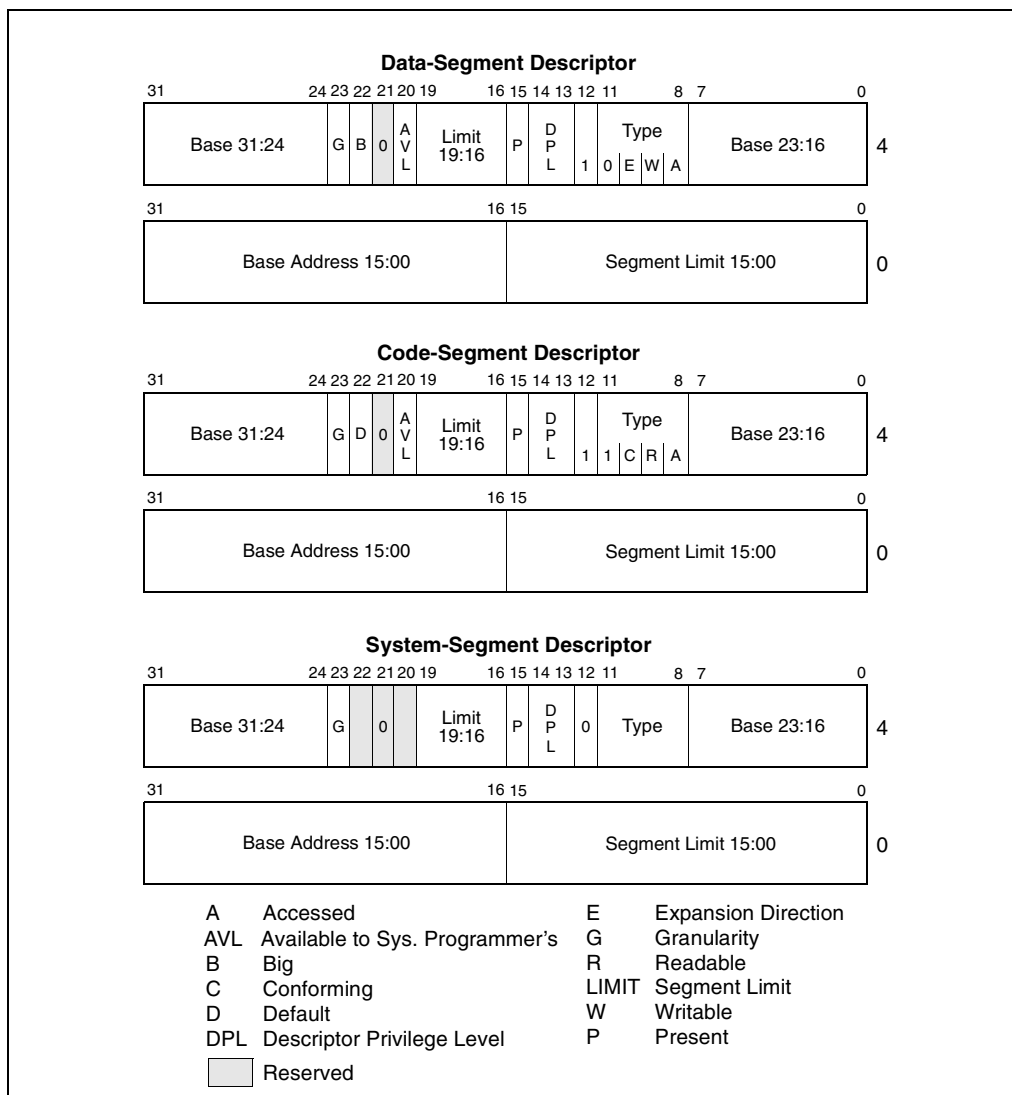 Data-Segment Descriptor
31 24 23 22 21 20 19 16 15 14 13 12 11 8 7 0
Base 31:24 G B 0 AVL Limit 19:16 P DPL 1 Type 0 E W A Base 23:16 4
31 16 15 0
Base Address 15:00 Segment Limit 15:00 0
Code-Segment Descriptor
31 24 23 22 21 20 19 16 15 14 13 12 11 8 7 0
Base 31:24 G D 0 AVL Limit 19:16 P DPL 1 Type 1 C R A Base 23:16 4
31 16 15 0
Base Address 15:00 Segment Limit 15:00 0
System-Segment Descriptor
31 24 23 22 21 20 19 16 15 14 13 12 11 8 7 0
Base 31:24 G 0 Limit 19:16 P DPL 0 Type Base 23:16 4
31 16 15 0
Base Address 15:00 Segment Limit 15:00 0
A Accessed
AVL Available to Sys. Programmer's
B Big
C Conforming
D Default
DPL Descriptor Privilege Level
Reserved
E Expansion Direction
G Granularity
R Readable
LIMIT Segment Limit
W Writable
P Present